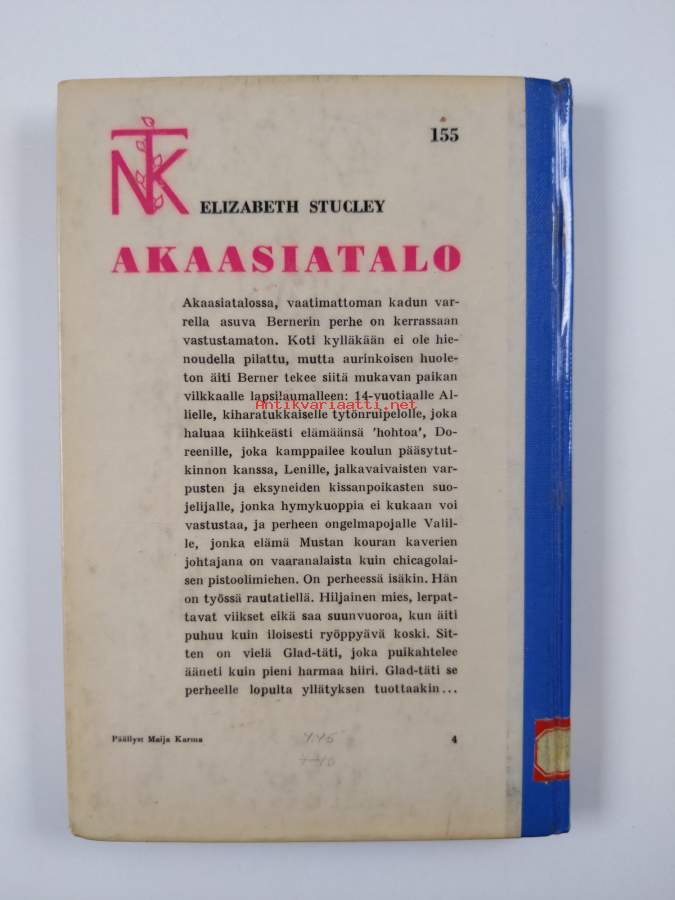 NTK
155
ELIZABETH STUCLEY
AKAASIATALO
Akaasiatalossa, vaatimattoman kadun var-
rella asuva Bernerin perhe on kerrassaan
vastustamaton. Koti kylläkään ei ole hie-
noudella pilattu, mutta aurinkoisen huole-
ton äiti Berner tekee siitä mukavan paikan
vilkkaalle lapsilaumalleen: 14-vuotiaalle Al-
Antikvariaatti.net
lielle, kiharatukkaiselle tytönruipelolle, joka
haluaa kiihkeästi elämäänsä 'hohtoa', Do-
reenille, joka kamppailee koulun pääsytut-
kinnon kanssa, Lenille, jalkavaivaisten var-
pusten ja eksyneiden kissanpoikasten suo-
jelijalle, jonka hymykuoppia ei kukaan voi
vastustaa, ja perheen ongelmapojalle Valil-
le, jonka elämä Mustan kouran kaverien
johtajana on vaaranalaista kuin chicagolai-
sen pistoolimiehen. On perheessä isäkin. Hän
on työssä rautatiellä. Hiljainen mies, lerpat-
tavat viikset eikä saa suunvuoroa, kun äiti
puhuu kuin iloisesti ryöppyävä koski. Sit-
ten on vielä Glad-täti, joka puikahtelee
ääneti kuin pieni harmaa hiiri. Glad-täti se
perheelle lopulta yllätyksen tuottaakin...
Päällyst Maija Karma
4